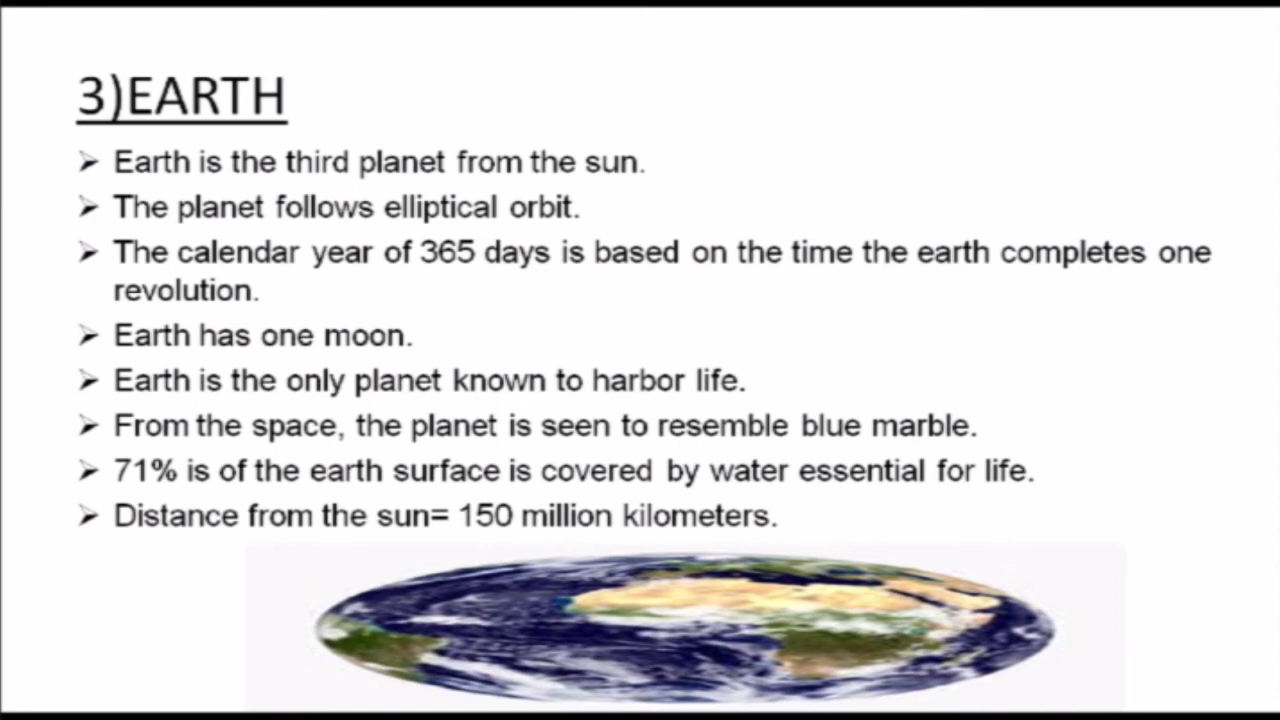 3)EARTH
➢ Earth is the third planet from the sun.
➢ The planet follows elliptical orbit.
➢ The calendar year of 365 days is based on the time the earth completes one
revolution.
➢ Earth has one moon.
➢ Earth is the only planet known to harbor life.
➢ From the space, the planet is seen to resemble blue marble.
➢ 71% is of the earth surface is covered by water essential for life.
➢ Distance from the sun= 150 million kilometers.